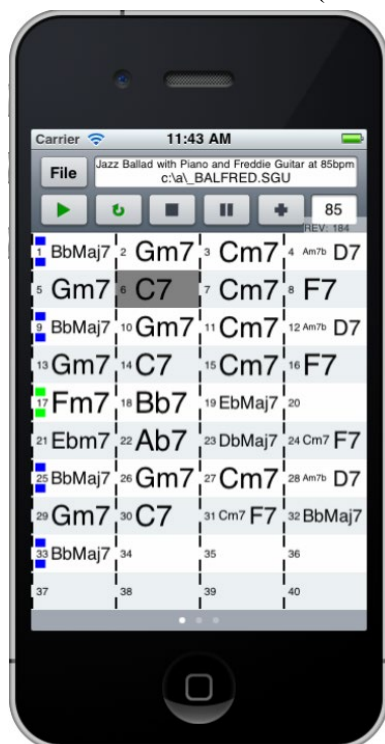 Carrier 11:43 AM
File
Jazz Ballad with Piano and Freddie Guitar at 85bpm
c:\a\_BALFRED.SGU
85
REV: 184
1 BbMaj7 2 Gm7 3 Cm7 4 Am7b D7
5 Gm7 6 C7 7 Cm7 8 F7
9 BbMaj7 10 Gm7 11 Cm7 12 Am7b D7
13 Gm7 14 C7 15 Cm7 16 F7
17 Fm7 18 Bb7 19 EbMaj7 20
21 Ebm7 22 Ab7 23 DbMaj7 24 Cm7 F7
25 BbMaj7 26 Gm7 27 Cm7 28 Am7b D7
29 Gm7 30 C7 31 Cm7 F7 32 BbMaj7
33 BbMaj7 34 35 36
37 38 39 40